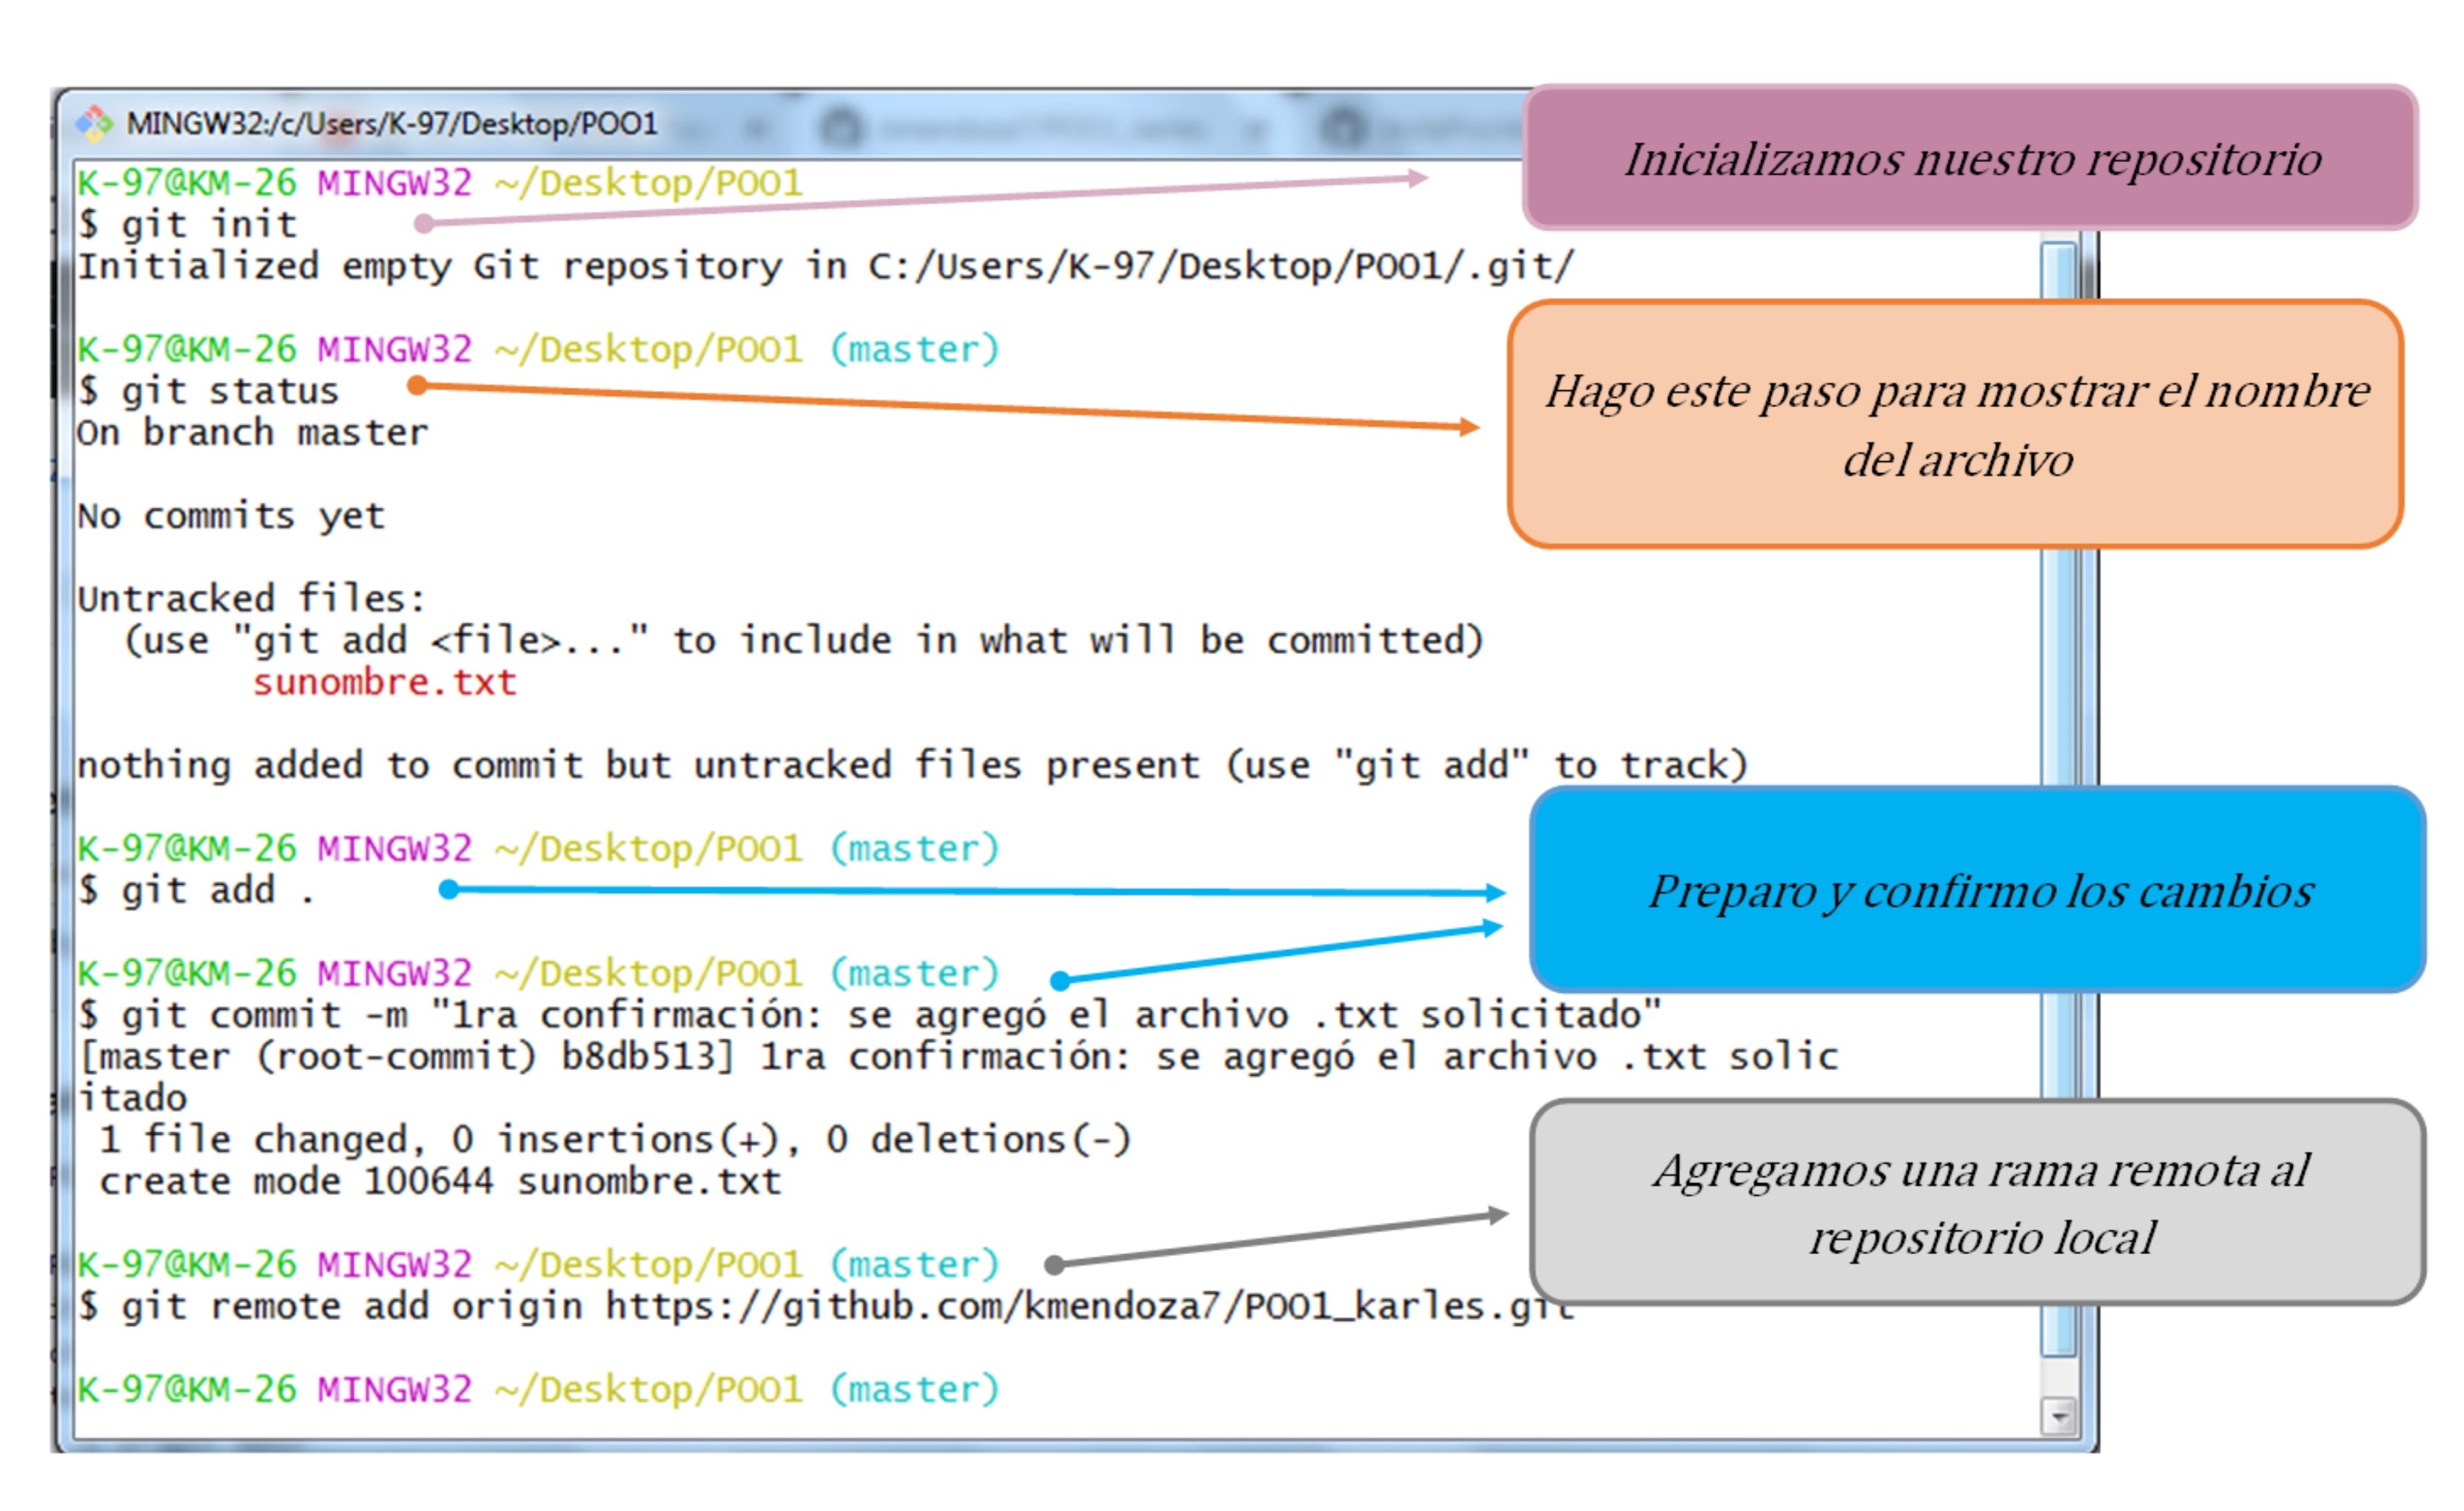 MINGW32:/c/Users/K-97/Desktop/POO1
Inicializamos nuestro repositorio
K-97@KM-26 MINGW32 ~/Desktop/POO1
$ git init
Initialized empty Git repository in C:/Users/K-97/Desktop/POO1/.git/
K-97@KM-26 MINGW32 ~/Desktop/POO1 (master)
$ git status
Hago este paso para mostrar el nombre
del archivo
On branch master
No commits yet
Untracked files:
(use "git add <file>..." to include in what will be committed)
sunombre.txt
nothing added to commit but untracked files present (use "git add" to track)
K-97@KM-26 MINGW32 ~/Desktop/POO1 (master)
$ git add .
Preparo y confirmo los cambios
K-97@KM-26 MINGW32 ~/Desktop/POO1 (master)
$ git commit -m "1ra confirmación: se agregó el archivo .txt solicitado"
[master (root-commit) b8db513] 1ra confirmación: se agregó el archivo .txt solic
itado
1 file changed, 0 insertions(+), 0 deletions(-)
create mode 100644 sunombre.txt
Agregamos una rama remota al
repositorio local
K-97@KM-26 MINGW32 ~/Desktop/POO1 (master)
$ git remote add origin https://github.com/kmendoza7/POO1_karles.git
K-97@KM-26 MINGW32 ~/Desktop/POO1 (master)